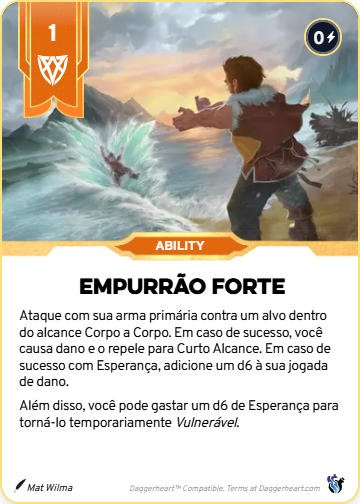 1
0
ABILITY
EMPURRÃO FORTE
Ataque com sua arma primária contra um alvo dentro
do alcance Corpo a Corpo. Em caso de sucesso, você
causa dano e o repele para Curto Alcance. Em caso de
sucesso com Esperança, adicione um d6 à sua jogada
de dano.
Além disso, você pode gastar um d6 de Esperança para
torná-lo temporariamente Vulnerável.
Mat Wilma
Daggerheart™ Compatible. Terms at Daggerheart.com